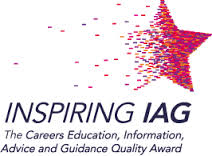 INSPIRING IAG
The Careers Education, Information,
Advice and Guidance Quality Award